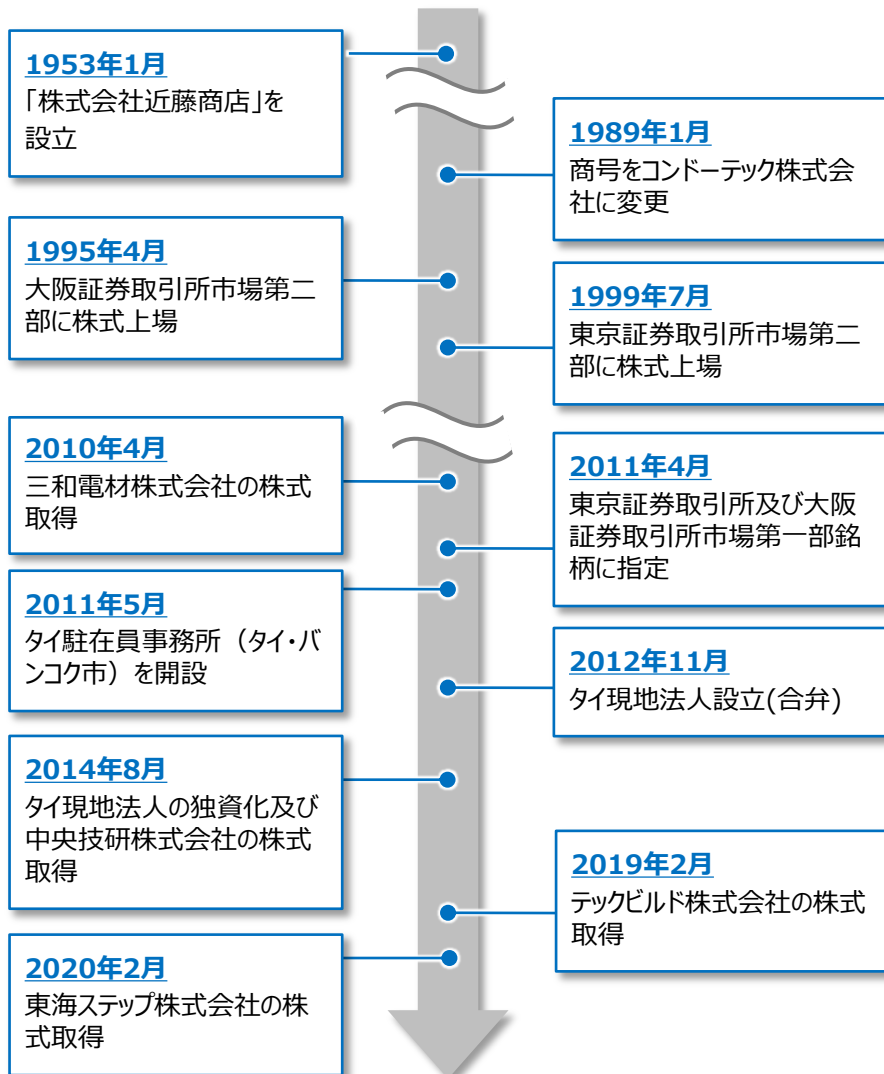 1953年1月
「株式会社近藤商店」を
設立
1989年1月
商号をコンドーテック株式会
社に変更
1995年4月
大阪証券取引所市場第二
部に株式上場
1999年7月
東京証券取引所市場第二
部に株式上場
2010年4月
三和電材株式会社の株式
取得
2011年4月
東京証券取引所及び大阪
証券取引所市場第一部銘
柄に指定
2011年5月
タイ駐在員事務所（タイ・バ
ンコク市）を開設
2012年11月
タイ現地法人設立(合弁)
2014年8月
タイ現地法人の独資化及び
中央技研株式会社の株式
取得
2019年2月
テックビルド株式会社の株式
取得
2020年2月
東海ステップ株式会社の株
式取得